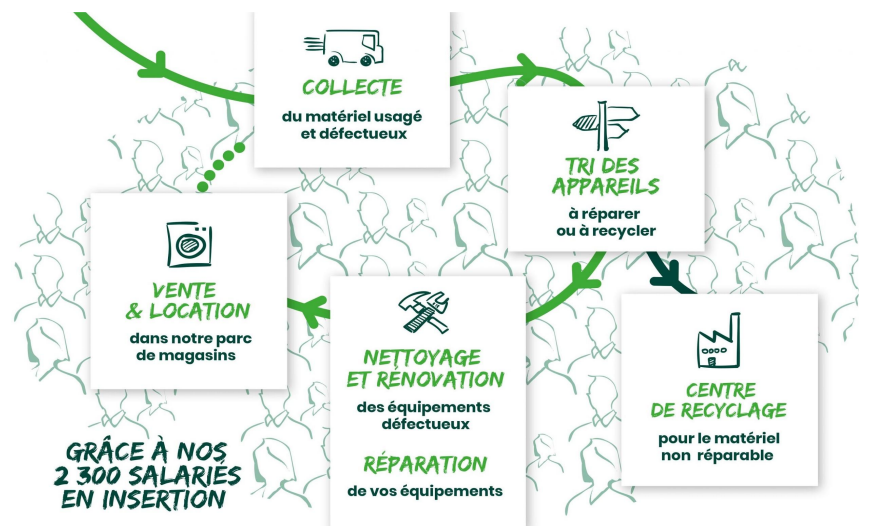 COLLECTE
du matériel usagé
et défectueux
TRI DES
APPAREILS
à réparer
ou à recycler
VENTE
& LOCATION
dans notre parc
de magasins
NETTOYAGE
ET RÉNOVATION
des équipements
défectueux
RÉPARATION
de vos équipements
CENTRE
DE RECYCLAGE
pour le matériel
non réparable
GRÂCE À NOS
2 300 SALARIÉS
EN INSERTION